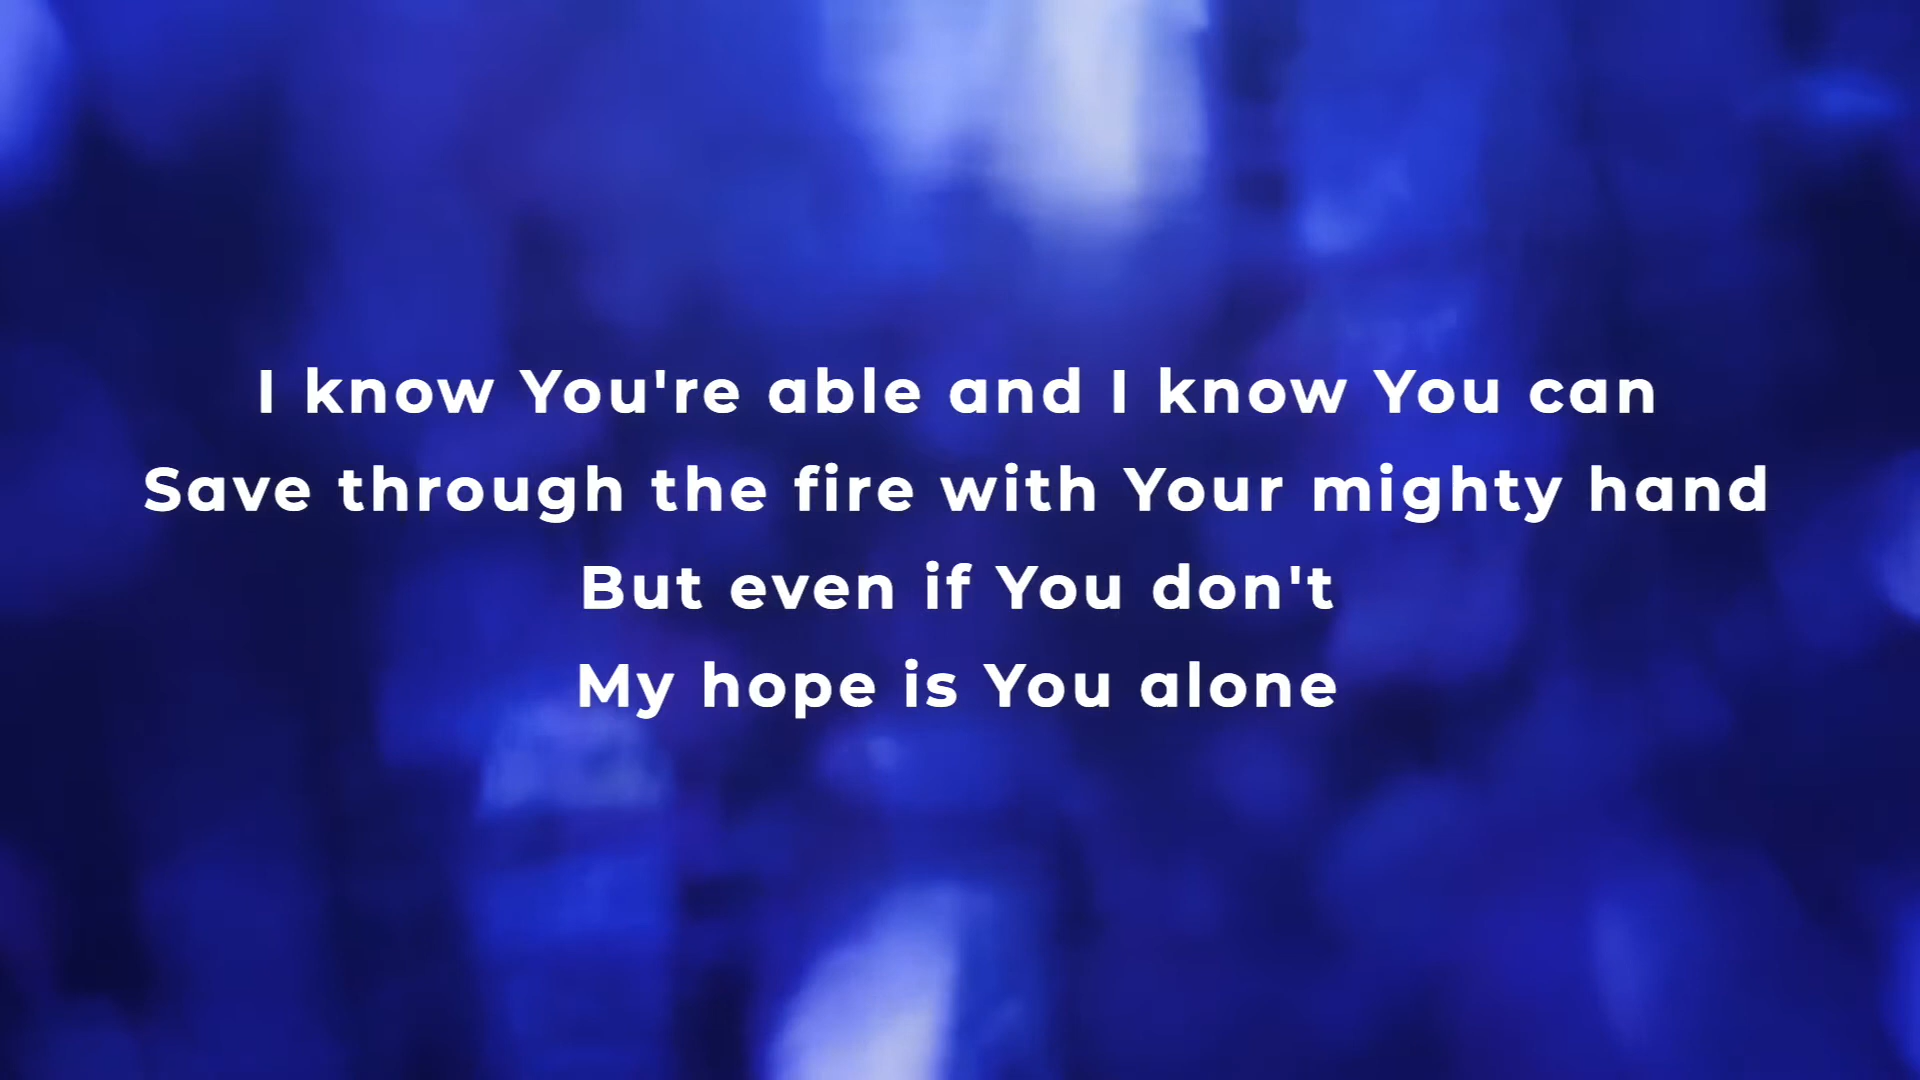 I know You're able and I know You can
Save through the fire with Your mighty hand
But even if You don't
My hope is You alone